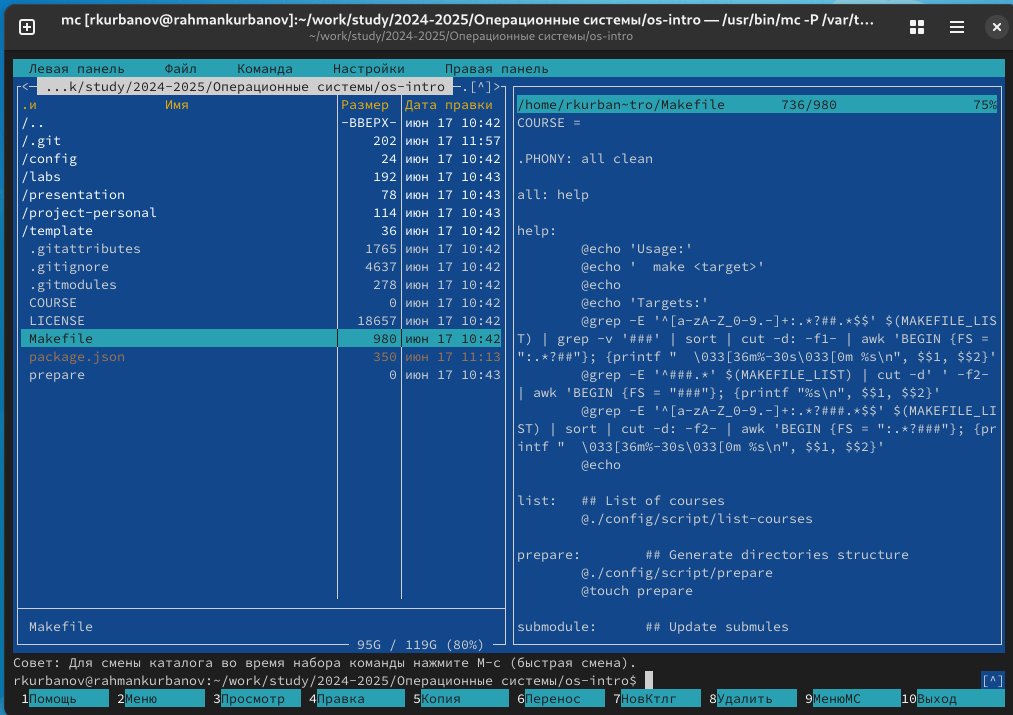 mc [rkurbanov@rahmankurbanov]:~/work/study/2024-2025/Операционные системы/os-intro — /usr/bin/mc -P /var/t…
~/work/study/2024-2025/Операционные системы/os-intro
Левая панель Файл Команда Настройки Правая панель
<— ...k/study/2024-2025/Операционные системы/os-intro —.[^]>
.и Имя Размер Дата правки
/.. -ВВЕРХ- июн 17 10:42
/.git 202 июн 17 11:57
/config 24 июн 17 10:42
/labs 192 июн 17 10:43
/presentation 78 июн 17 10:43
/project-personal 114 июн 17 10:43
/template 36 июн 17 10:42
.gitattributes 1765 июн 17 10:42
.gitignore 4637 июн 17 10:42
.gitmodules 278 июн 17 10:42
COURSE 0 июн 17 10:42
LICENSE 18657 июн 17 10:42
Makefile 980 июн 17 10:42
package.json 350 июн 17 11:13
prepare 0 июн 17 10:43
Makefile
95G / 119G (80%)
/home/rkurban~tro/Makefile 736/980 75%
COURSE =
.PHONY: all clean
all: help
help:
@echo 'Usage:'
@echo '  make <target>'
@echo
@echo 'Targets:'
@grep -E '^[a-zA-Z_0-9.-]+:.*?##.*$$' $(MAKEFILE_LIS
T) | grep -v '###' | sort | cut -d: -f1- | awk 'BEGIN {FS =
":.*?##"}; {printf "  \033[36m%-30s\033[0m %s\n", $$1, $$2}'
@grep -E '^###.*' $(MAKEFILE_LIST) | cut -d' ' -f2-
| awk 'BEGIN {FS = "###"}; {printf "%s\n", $$1, $$2}'
@grep -E '^[a-zA-Z_0-9.-]+:.*?###.*$$' $(MAKEFILE_LI
ST) | sort | cut -d: -f2- | awk 'BEGIN {FS = ":.*?###"}; {pr
intf "  \033[36m%-30s\033[0m %s\n", $$1, $$2}'
@echo
list: ## List of courses
@./config/script/list-courses
prepare: ## Generate directories structure
@./config/script/prepare
@touch prepare
submodule: ## Update submules
Совет: Для смены каталога во время набора команды нажмите M-c (быстрая смена).
rkurbanov@rahmankurbanov:~/work/study/2024-2025/Операционные системы/os-intro$ [^]
1Помощь 2Меню 3Просмотр 4Правка 5Копия 6Перенос 7НовКтлг 8Удалить 9МенюMC 10Выход